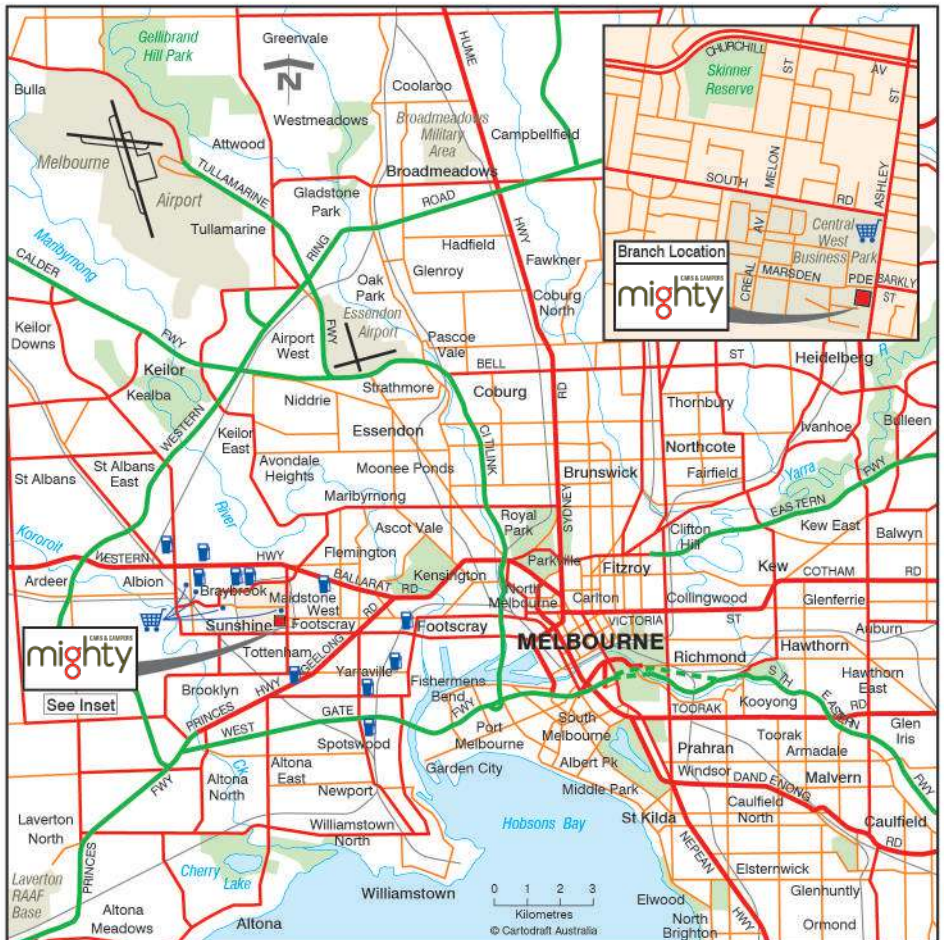 Gellibrand
Hill Park
Greenvale
HUME
N
Bulla
Coolaroo
Westmeadows
Broadmeadows
Military
Area
Campbellfield
Attwood
Melbourne
Airport
TULLAMARINE
Broadmeadows
Gladstone
Park
ROAD
Tullamarine
RING
HWY
Maribyrnong
Hadfield
CALDER
Glenroy
Fawkner
Oak
Park
Essendon
Airport
Coburg
North
Keilor
Downs
FWY
FWY
Airport
West
Pascoe
Vale
BELL
ST
Heidelberg
R
Keilor
Kealba
Strathmore
Coburg
RD
Niddrie
Thornbury
WESTERN
Keilor
East
Essendon
CITILINK
Ivanhoe
Bulleen
Northcote
St Albans
St Albans
East
Avondale
Heights
Moonee Ponds
Brunswick
Fairfield
Yarra
FWY
Maribyrnong
EASTERN
Kororoit
River
Ascot Vale
Royal
Park
SYDNEY
Clifton
Hill
Kew East
Balwyn
WESTERN
HWY
Flemington
Parkville
Fitzroy
Kew
COTHAM
RD
Ardeer
Albion
Braybrook
BALLARAT
RD
Kensington
Maidstone
North
Melbourne
Carlton
Collingwood
Glenferrie
West
Footscray
RD
Sunshine
Footscray
VICTORIA
ST
Auburn
CARS & CAMPERS
mighty
Tottenham
GEELONG
MELBOURNE
Richmond
Hawthorn
Yarraville
Hawthorn
East
See Inset
Brooklyn
HWY
Fishermens
Bend
STH
EASTERN
Kooyong
RD
PRINCES
GATE
FWY
TOORAK
WEST
Port
Melbourne
South
Melbourne
Toorak
Glen
Iris
Spotswood
Prahran
Armadale
FWY
Altona
North
Ck
Altona
East
Garden City
Albert Pk
Windsor
DANDENONG
Malvern
FWY
Newport
Middle Park
Caulfield
North
Laverton
North
Williamstown
North
Hobsons Bay
St Kilda
Caulfield
RD
PRINCES
NEPEAN
Cherry
Lake
Elsternwick
Laverton
RAAF
Base
Williamstown
0 1 2 3
Kilometres
© Cartodraft Australia
Elwood
Glenhuntly
Altona
Meadows
Altona
North
Brighton
HWY
Ormond
CHURCHILL
AV
Skinner
Reserve
ST
ST
MELON
SOUTH
RD
ASHLEY
AV
Central
West
Business Park
Branch Location
CARS & CAMPERS
mighty
CREAL
MARSDEN
PDE
BARKLY
ST